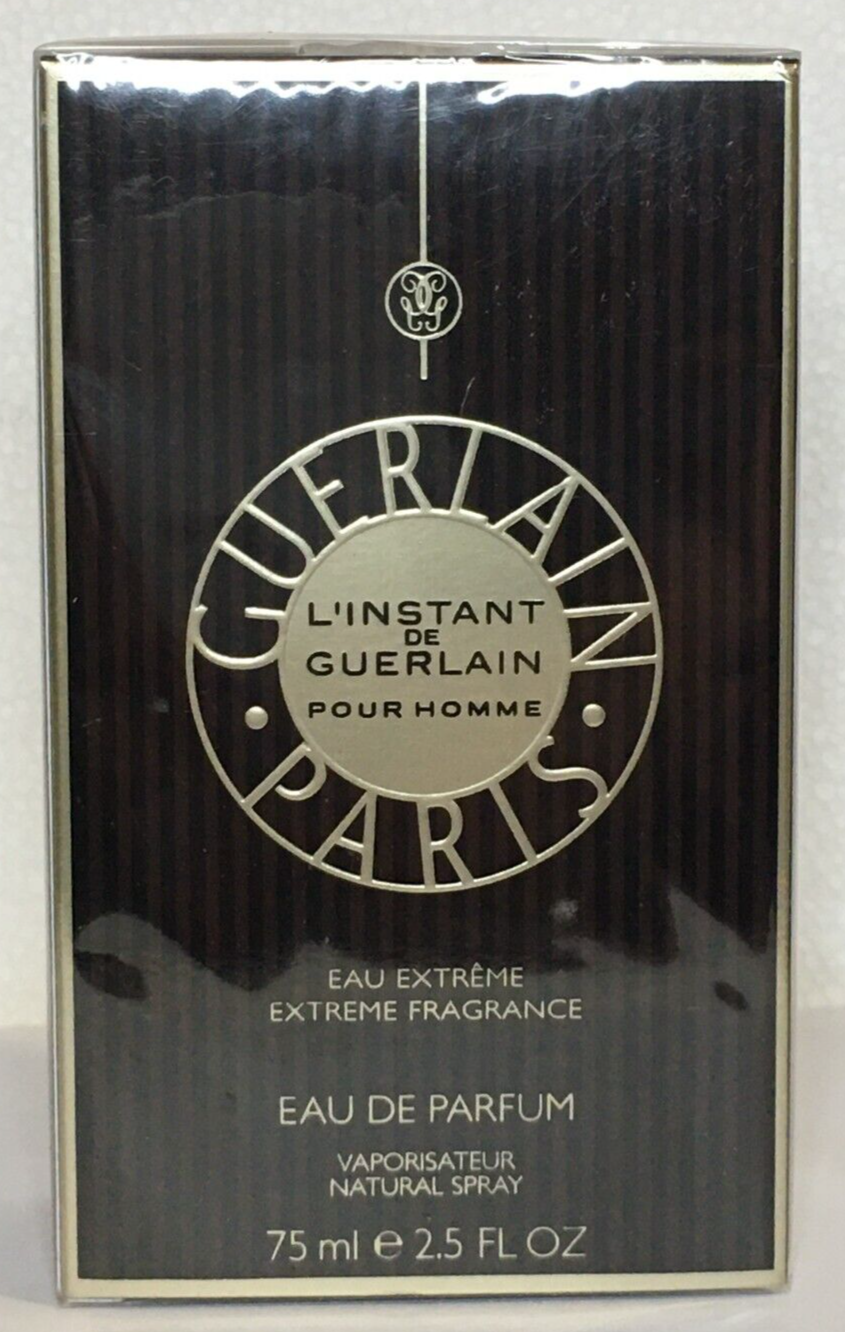 GUERLAIN
L'INSTANT
DE
GUERLAIN
POUR HOMME
PARIS
EAU EXTRÊME
EXTREME FRAGRANCE
EAU DE PARFUM
VAPORISATEUR
NATURAL SPRAY
75 ml e 2.5 FL OZ